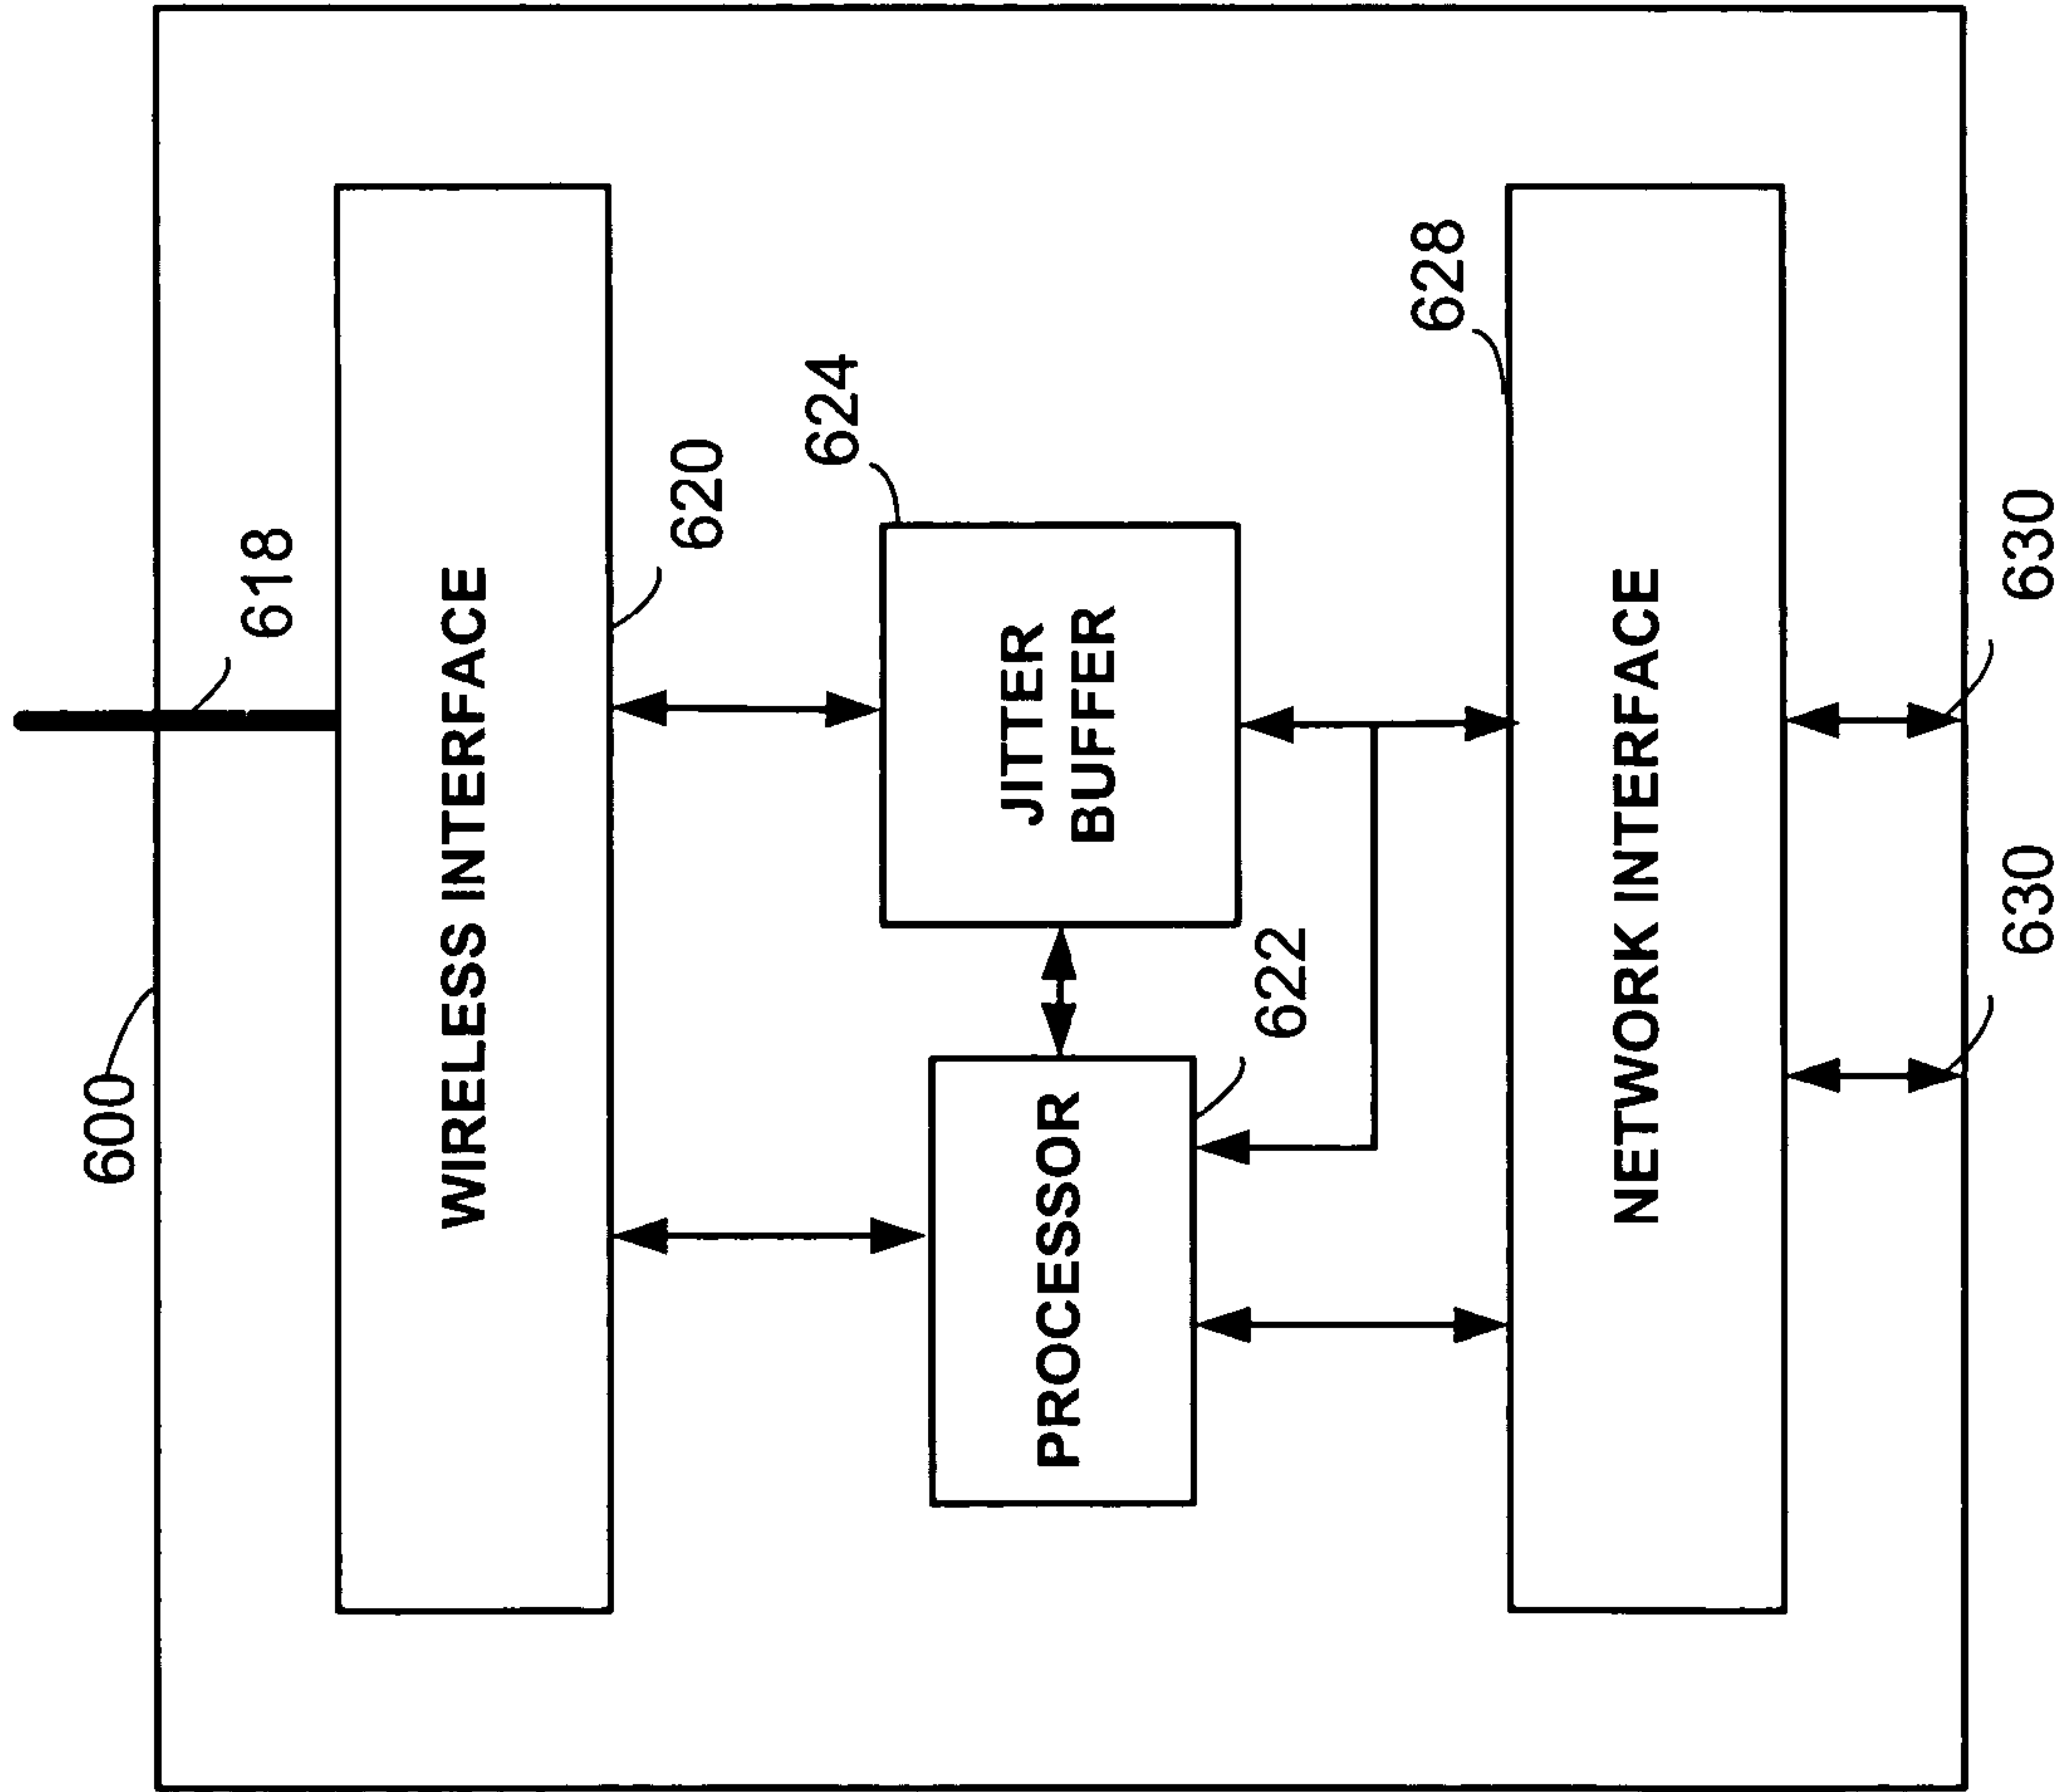 600
618
WIRELESS INTERFACE
620
624
JITTER
BUFFER
PROCESSOR
622
628
NETWORK INTERFACE
630
630